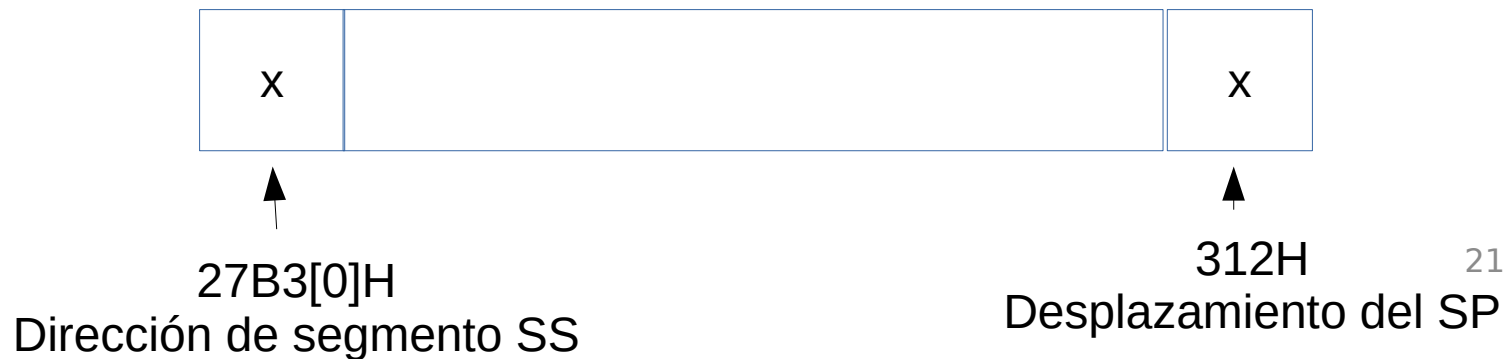 x
x
27B3[0]H
Dirección de segmento SS
312H
Desplazamiento del SP
21